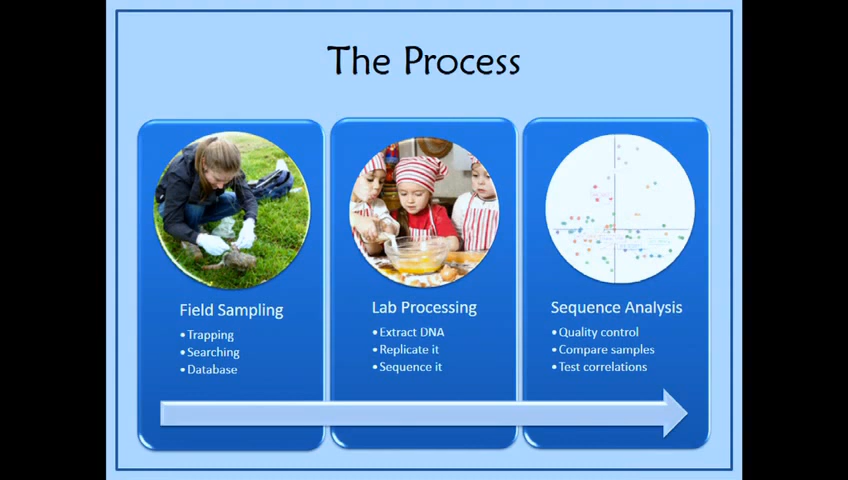 The Process
Field Sampling
• Trapping
• Searching
• Database
Lab Processing
• Extract DNA
• Replicate it
• Sequence it
Sequence Analysis
• Quality control
• Compare samples
• Test correlations